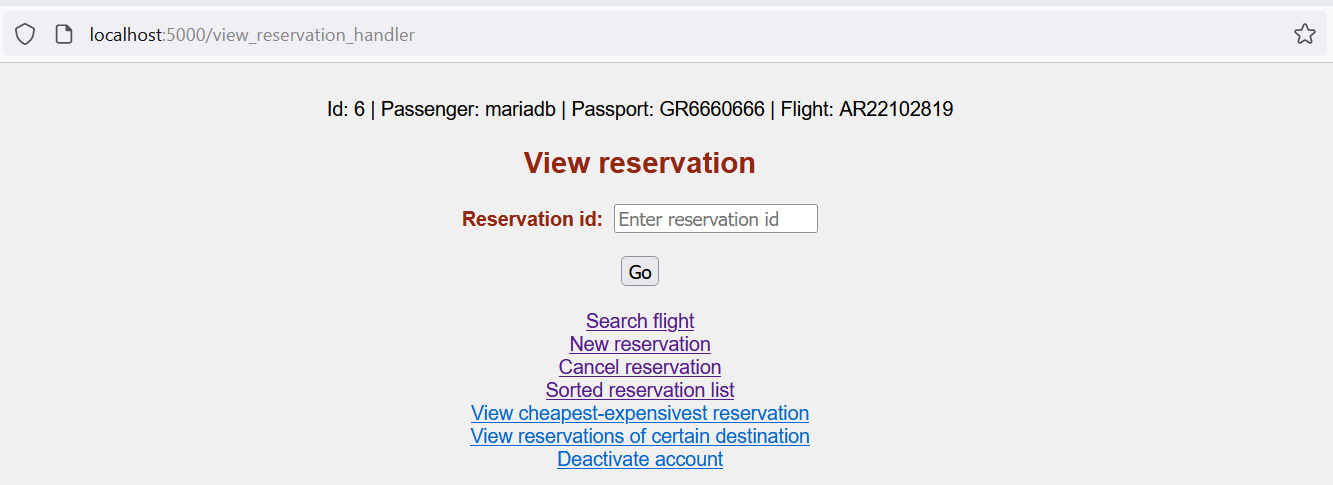 localhost:5000/view_reservation_handler
Id: 6 | Passenger: mariadb | Passport: GR6660666 | Flight: AR22102819
View reservation
Reservation id: Enter reservation id
Go
Search flight
New reservation
Cancel reservation
Sorted reservation list
View cheapest-expensivest reservation
View reservations of certain destination
Deactivate account